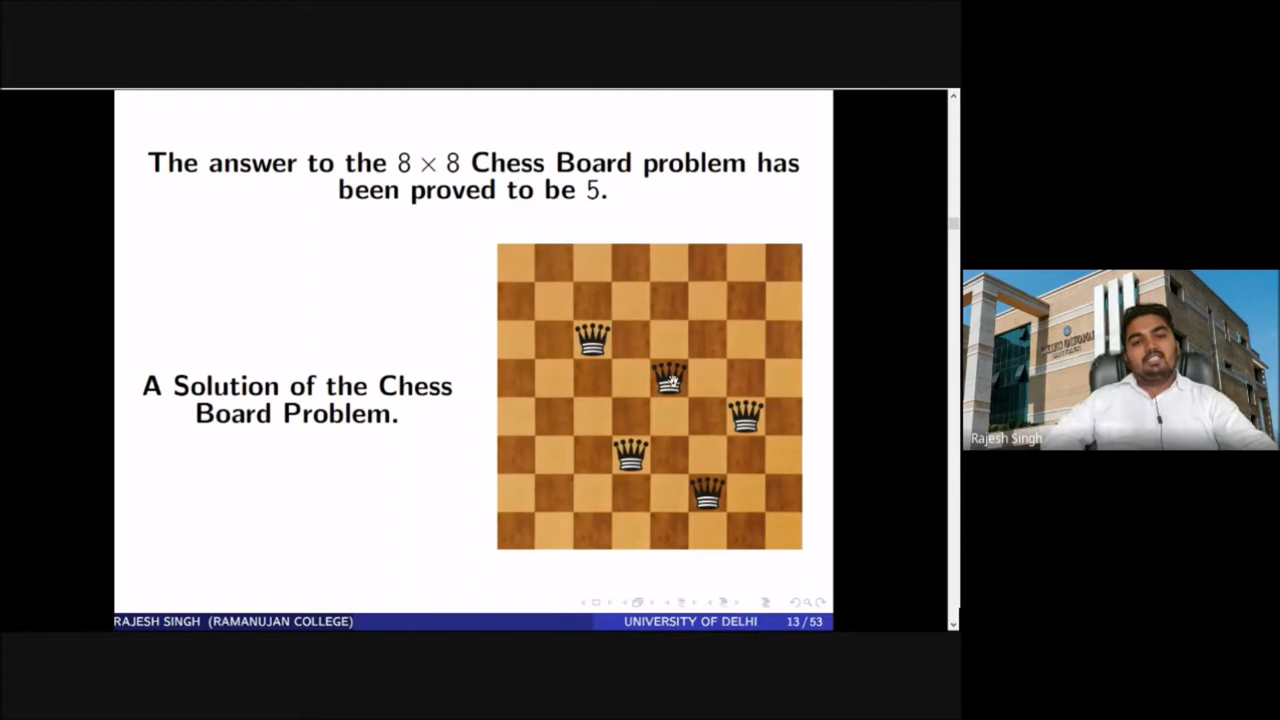 The answer to the 8 × 8 Chess Board problem has
been proved to be 5.
A Solution of the Chess
Board Problem.
RAJESH SINGH (RAMANUJAN COLLEGE)
UNIVERSITY OF DELHI
13 / 53
Rajesh Singh